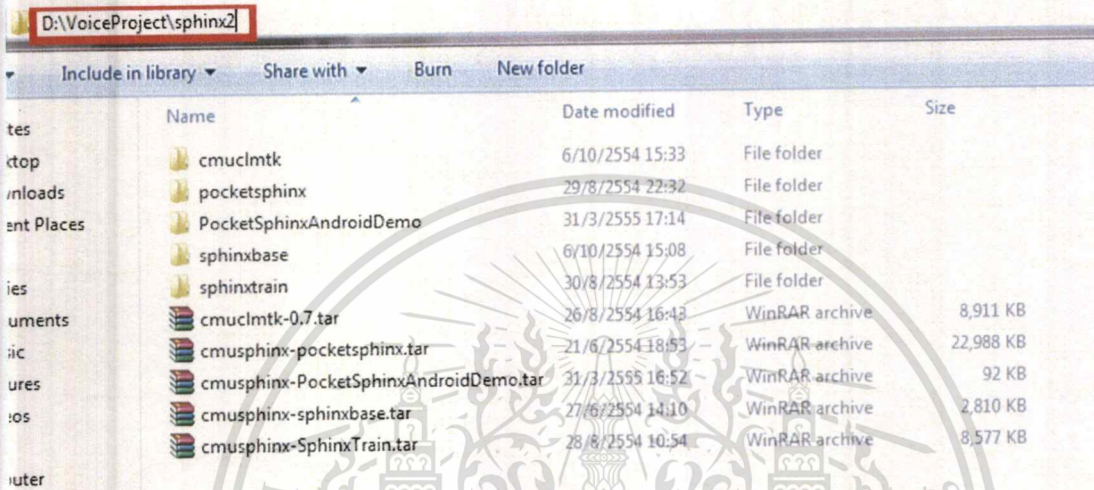 D:\VoiceProject\sphinx2
Include in library Share with Burn New folder
Name Date modified Type Size
cmuclmtk 6/10/2554 15:33 File folder
pocketsphinx 29/8/2554 22:32 File folder
PocketSphinxAndroidDemo 31/3/2555 17:14 File folder
sphinxbase 6/10/2554 15:08 File folder
sphinxtrain 30/8/2554 13:53 File folder
cmuclmtk-0.7.tar 26/8/2554 16:43 WinRAR archive 8,911 KB
cmusphinx-pocketsphinx.tar 21/6/2554 18:53 WinRAR archive 22,988 KB
cmusphinx-PocketSphinxAndroidDemo.tar 31/3/2555 16:52 WinRAR archive 92 KB
cmusphinx-sphinxbase.tar 27/6/2554 14:10 WinRAR archive 2,810 KB
cmusphinx-SphinxTrain.tar 28/8/2554 10:54 WinRAR archive 8,577 KB
tes
ktop
nloads
ent Places
ies
uments
ic
ures
eos
uter